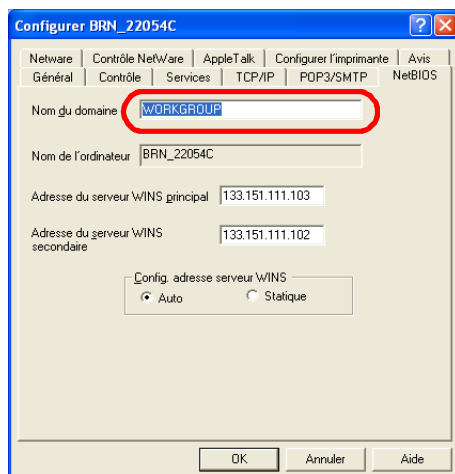 Configurer BRN_22054C
Netware Contrôle NetWare AppleTalk Configurer l'imprimante Avis
Général Contrôle Services TCP/IP POP3/SMTP NetBIOS
Nom du domaine WORKGROUP
Nom de l'ordinateur BRN_22054C
Adresse du serveur WINS principal 133.151.111.103
Adresse du serveur WINS
secondaire 133.151.111.102
Config. adresse serveur WINS
Auto Statique
OK Annuler Aide